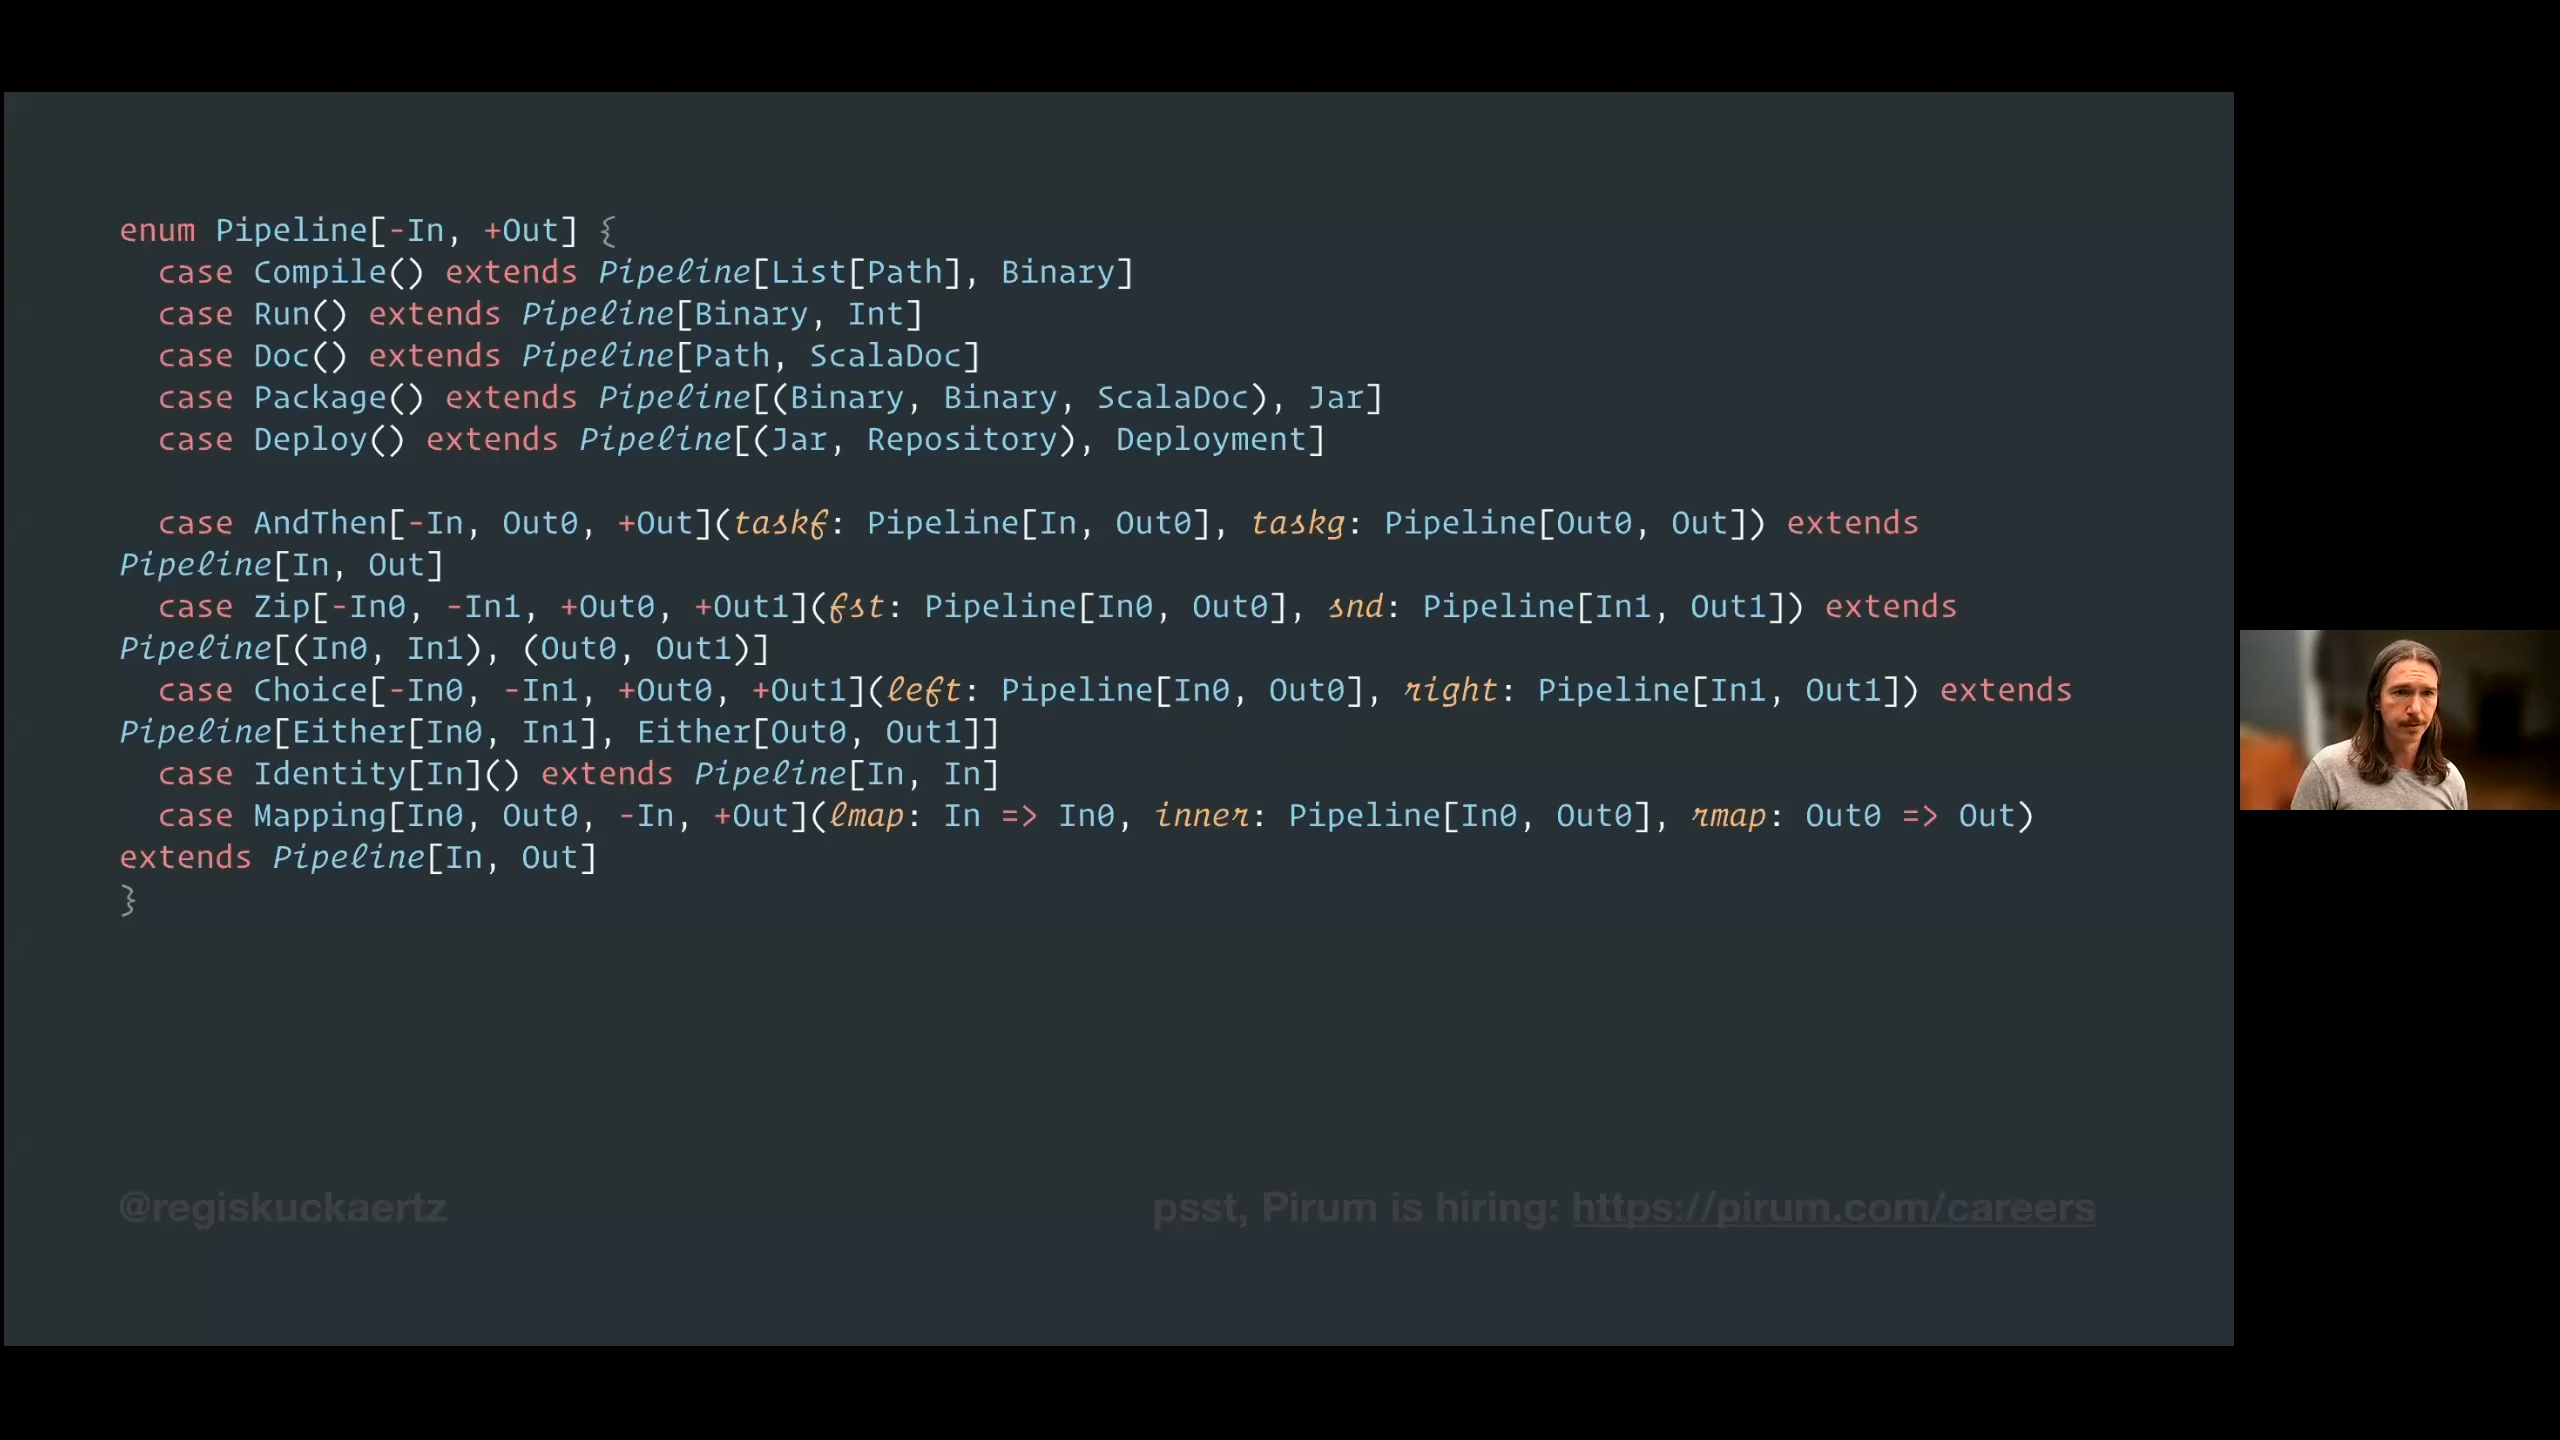 enum Pipeline[-In, +Out] {
case Compile() extends Pipeline[List[Path], Binary]
case Run() extends Pipeline[Binary, Int]
case Doc() extends Pipeline[Path, ScalaDoc]
case Package() extends Pipeline[(Binary, Binary, ScalaDoc), Jar]
case Deploy() extends Pipeline[(Jar, Repository), Deployment]
case AndThen[-In, Out0, +Out](taskf: Pipeline[In, Out0], taskg: Pipeline[Out0, Out]) extends
Pipeline[In, Out]
case Zip[-In0, -In1, +Out0, +Out1](fst: Pipeline[In0, Out0], snd: Pipeline[In1, Out1]) extends
Pipeline[(In0, In1), (Out0, Out1)]
case Choice[-In0, -In1, +Out0, +Out1](left: Pipeline[In0, Out0], right: Pipeline[In1, Out1]) extends
Pipeline[Either[In0, In1], Either[Out0, Out1]]
case Identity[In]() extends Pipeline[In, In]
case Mapping[In0, Out0, -In, +Out](lmap: In => In0, inner: Pipeline[In0, Out0], rmap: Out0 => Out)
extends Pipeline[In, Out]
}
@regiskuckaertz
psst, Pirum is hiring: https://pirum.com/careers